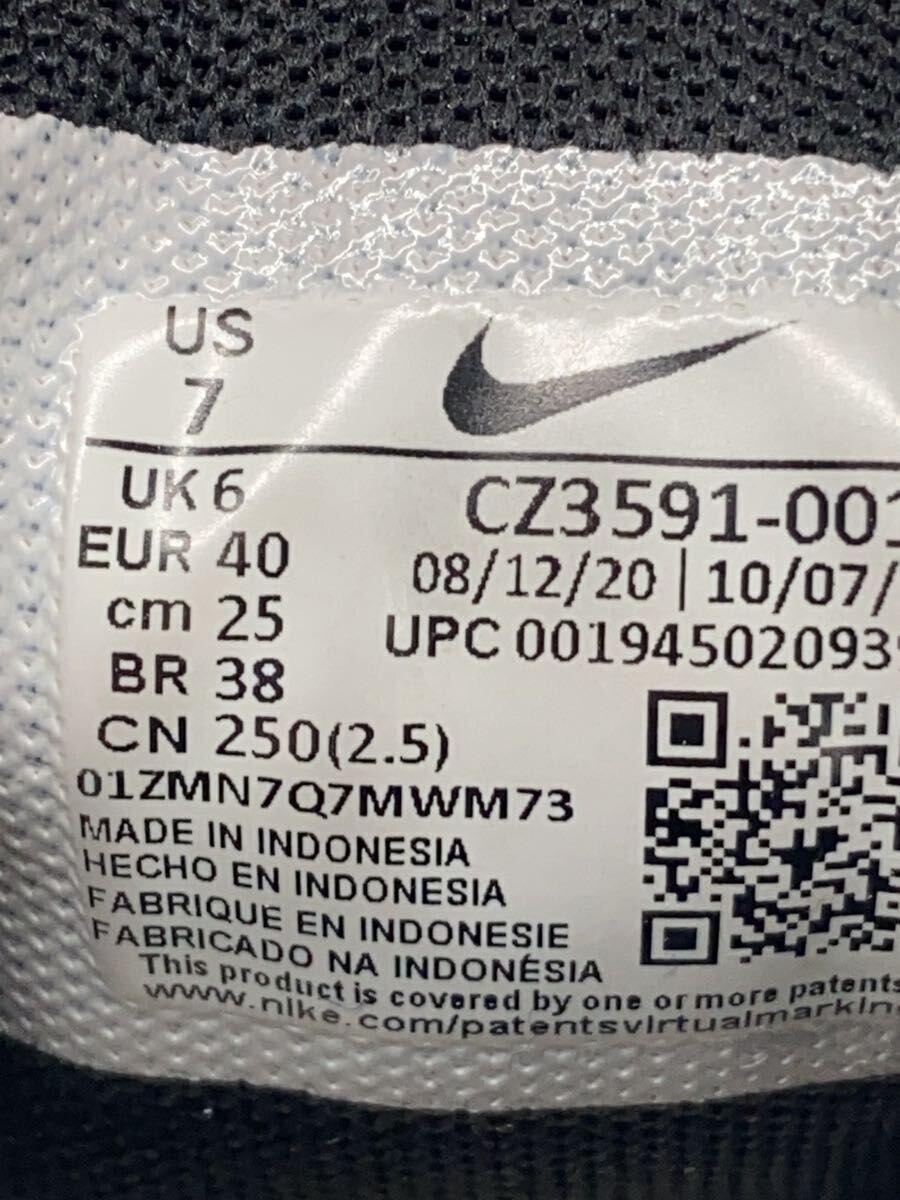 US
7
UK 6
EUR 40
cm 25
BR 38
CN 250(2.5)
CZ3591-001
08/12/20 | 10/07/
UPC 00194502093
01ZMN7Q7MWM73
MADE IN INDONESIA
HECHO EN INDONESIA
FABRIQUE EN INDONESIE
FABRICADO NA INDONÉSIA
This product is covered by one or more patents
www.nike.com/patentsvirtualmarking